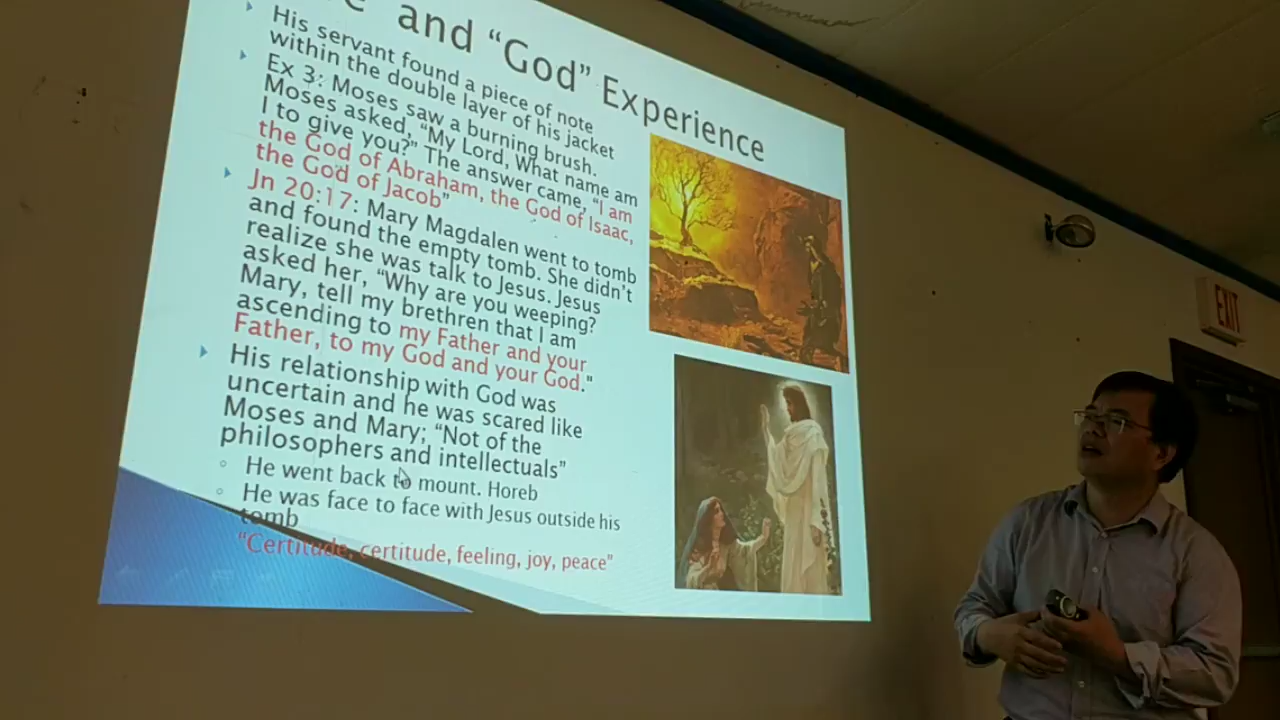 and "God" Experience
His servant found a piece of note
within the double layer of his jacket
Ex 3: Moses saw a burning brush.
Moses asked, "My Lord, What name am
I to give you?" The answer came, "I am
the God of Abraham, the God of Isaac,
the God of Jacob"
Jn 20:17: Mary Magdalen went to tomb
and found the empty tomb. She didn't
realize she was talk to Jesus. Jesus
asked her, "Why are you weeping?
Mary, tell my brethren that I am
ascending to my Father and your
Father, to my God and your God."
His relationship with God was
uncertain and he was scared like
Moses and Mary; "Not of the
philosophers and intellectuals"
He went back to mount. Horeb
He was face to face with Jesus outside his
tomb
"Certitude, certitude, feeling, joy, peace"
EXIT